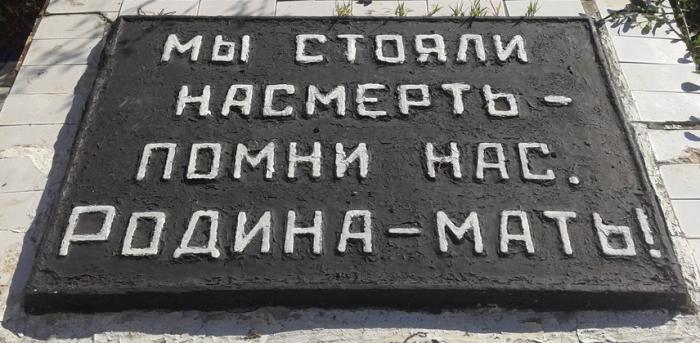 МЫ СТОЯЛИ
НАСМЕРТЬ –
ПОМНИ НАС.
РОДИНА – МАТЬ!